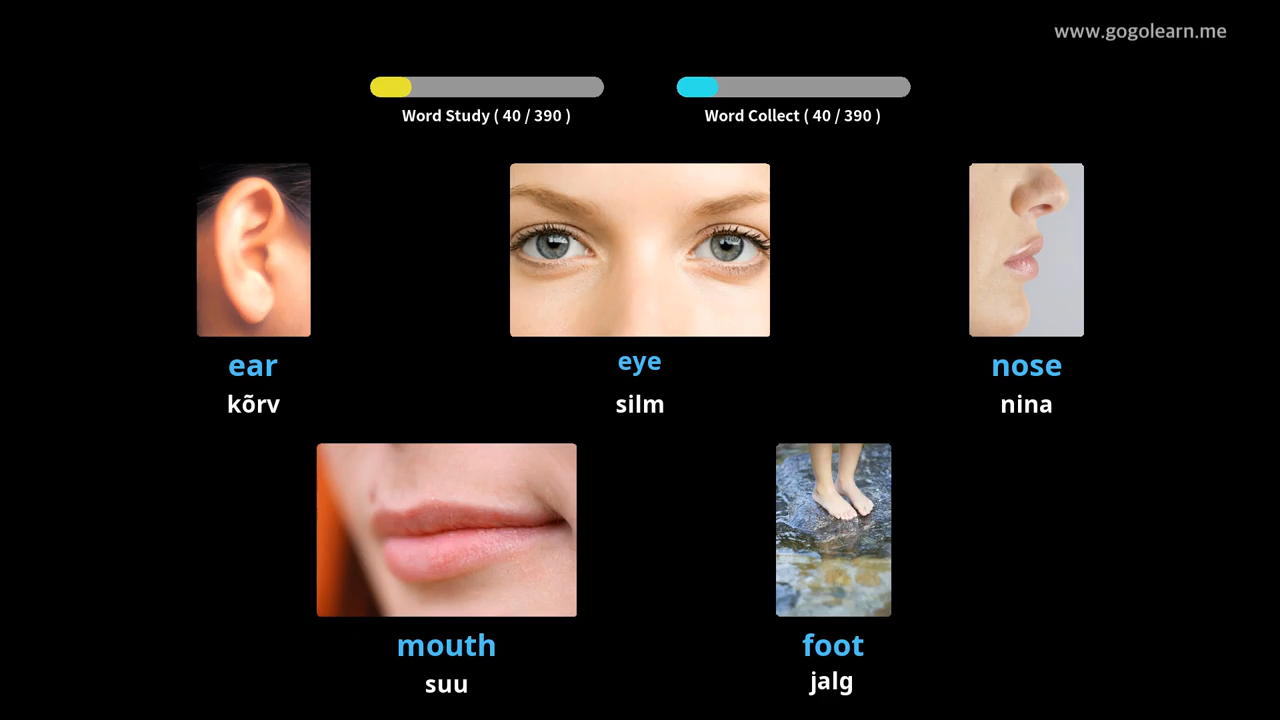 www.gogolearn.me
Word Study ( 40 / 390 )
Word Collect ( 40 / 390 )
ear
kõrv
eye
silm
nose
nina
mouth
suu
foot
jalg